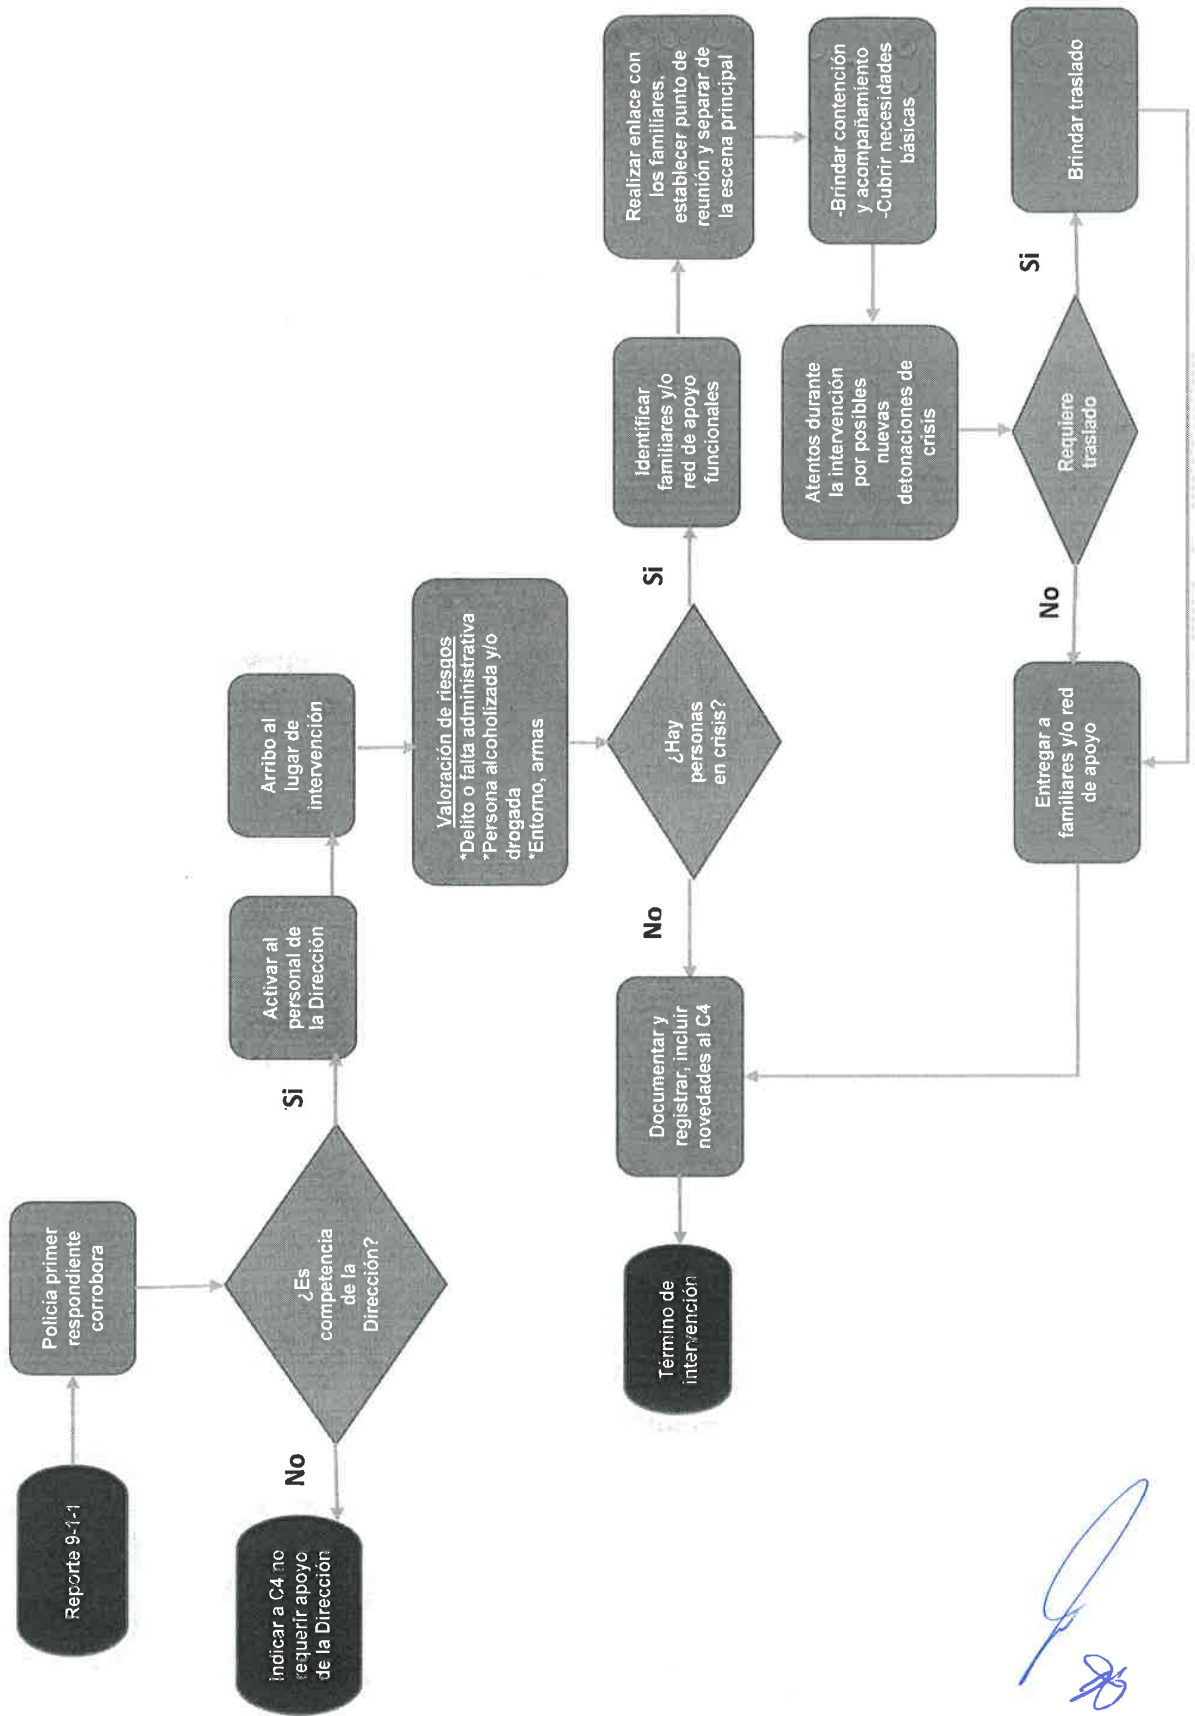 Reporte 9-1-1
Policía primer
respondiente
corrobora
¿Es
competencia
de la
Dirección?
No
Indicar a C4 no
requerir apoyo
de la Dirección
Si
Activar al
personal de
la Dirección
Arribo al
lugar de
intervención
Valoración de riesgos
*Delito o falta administrativa
*Persona alcoholizada y/o
drogada
*Entorno, armas
¿Hay
personas
en crisis?
No
Documentar y
registrar, incluir
novedades al C4
Término de
intervención
Si
Identificar
familiares y/o
red de apoyo
funcionales
Realizar enlace con
los familiares,
establecer punto de
reunión y separar de
la escena principal
-Brindar contención
y acompañamiento
-Cubrir necesidades
básicas
Atentos durante
la intervención
por posibles
nuevas
detonaciones de
crisis
Requiere
traslado
Si
Brindar traslado
No
Entregar a
familiares y/o red
de apoyo